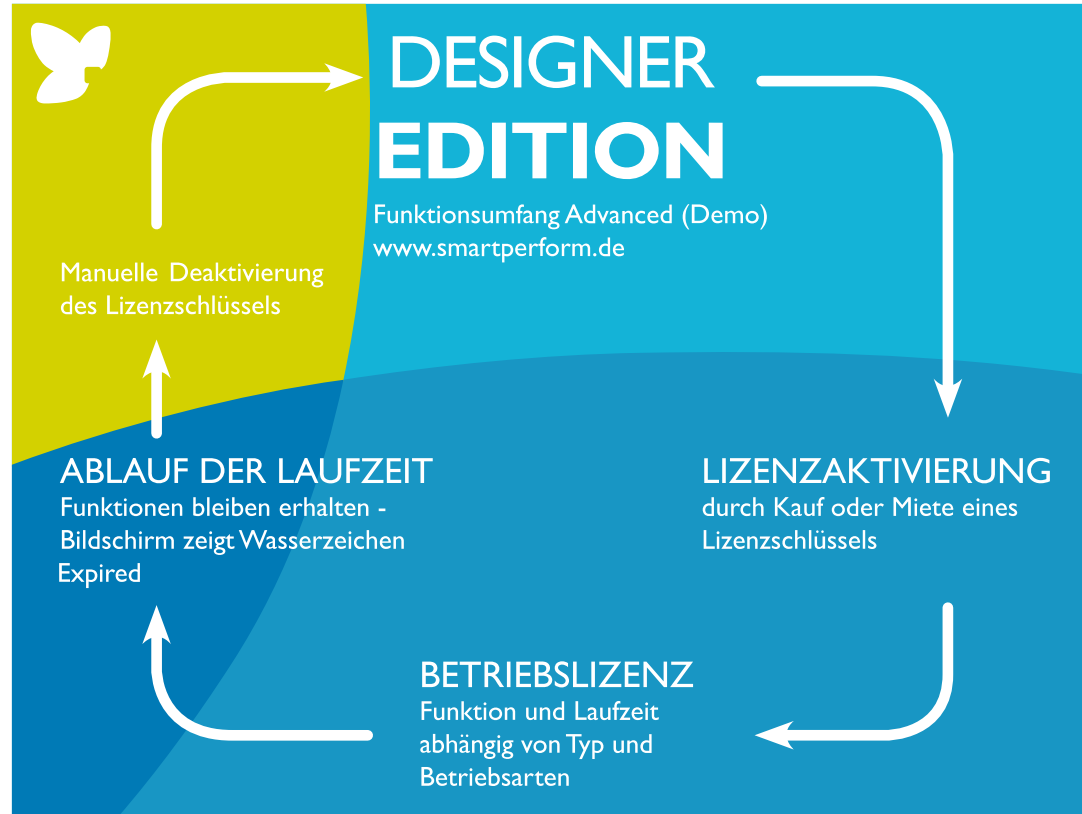 DESIGNER
EDITION
Funktionsumfang Advanced (Demo)
www.smartperform.de
Manuelle Deaktivierung
des Lizenzschlüssels
ABLAUF DER LAUFZEIT
Funktionen bleiben erhalten -
Bildschirm zeigt Wasserzeichen
Expired
LIZENZAKTIVIERUNG
durch Kauf oder Miete eines
Lizenzschlüssels
BETRIEBSLIZENZ
Funktion und Laufzeit
abhängig von Typ und
Betriebsarten